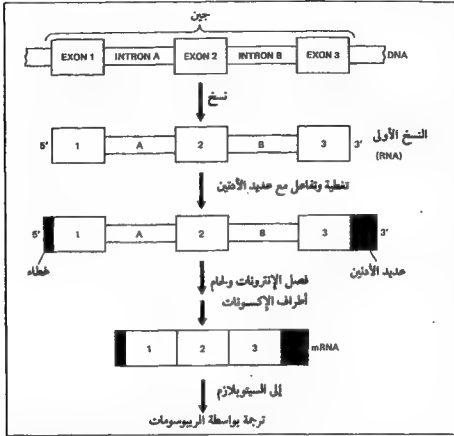 جين
EXON 1 INTRON A EXON 2 INTRON B EXON 3 DNA
نسخ
النسخ الأولى
(RNA)
5' 1 A 2 B 3 3'
تغطية وتفاعل مع عديد الأدنين
5' 1 A 2 B 3 3'
غطاء
عديد الأدنين
فصل الإنترونات ولحام
أطراف الإكسونات
1 2 3 mRNA
إلى السيتوبلازم
ترجمة بواسطة الريبوسومات